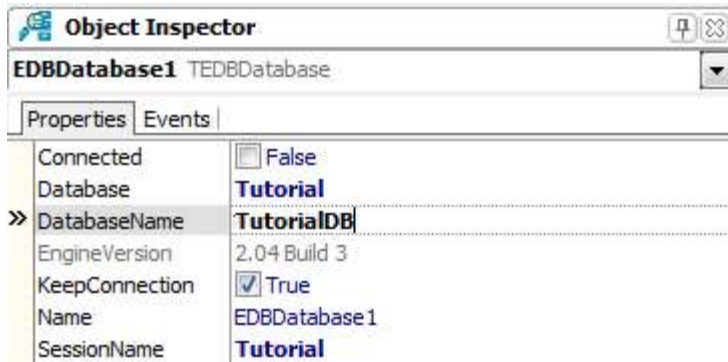 Object Inspector
EDBDatabase1 TEDBDatabase
Properties Events
Connected False
Database Tutorial
» DatabaseName TutorialDB
EngineVersion 2.04 Build 3
KeepConnection True
Name EDBDatabase1
SessionName Tutorial